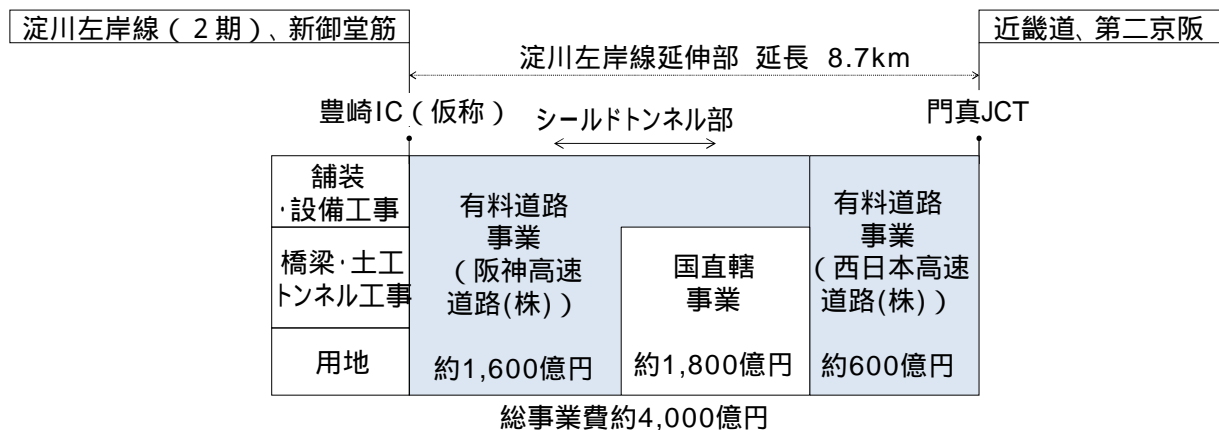 淀川左岸線（２期）、新御堂筋
近畿道、第二京阪
淀川左岸線延伸部 延長 8.7km
豊崎IC（仮称）
シールドトンネル部
門真JCT
舗装
・設備工事
橋梁・土工
トンネル工事
用地
有料道路
事業
（阪神高速
道路(株)）
約1,600億円
国直轄
事業
約1,800億円
有料道路
事業
（西日本高速
道路(株)）
約600億円
総事業費約4,000億円